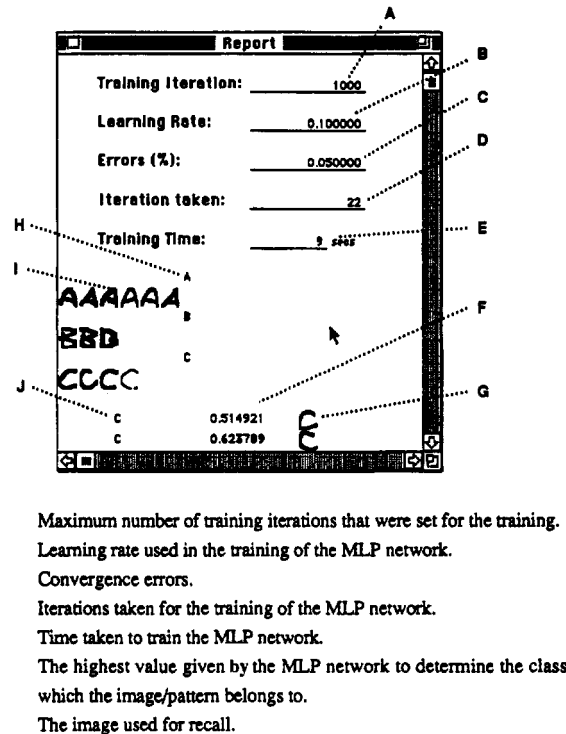 A
Report
B
Training Iteration: 1000
C
Learning Rate: 0.100000
D
Errors (%): 0.050000
Iteration taken: 22
H
E
Training Time: 9 secs
I
A
AAAAAA
F
B
BBB
C
CCCC
J
G
C 0.514921 C
C 0.623789 C
Maximum number of training iterations that were set for the training.
Learning rate used in the training of the MLP network.
Convergence errors.
Iterations taken for the training of the MLP network.
Time taken to train the MLP network.
The highest value given by the MLP network to determine the class
which the image/pattern belongs to.
The image used for recall.